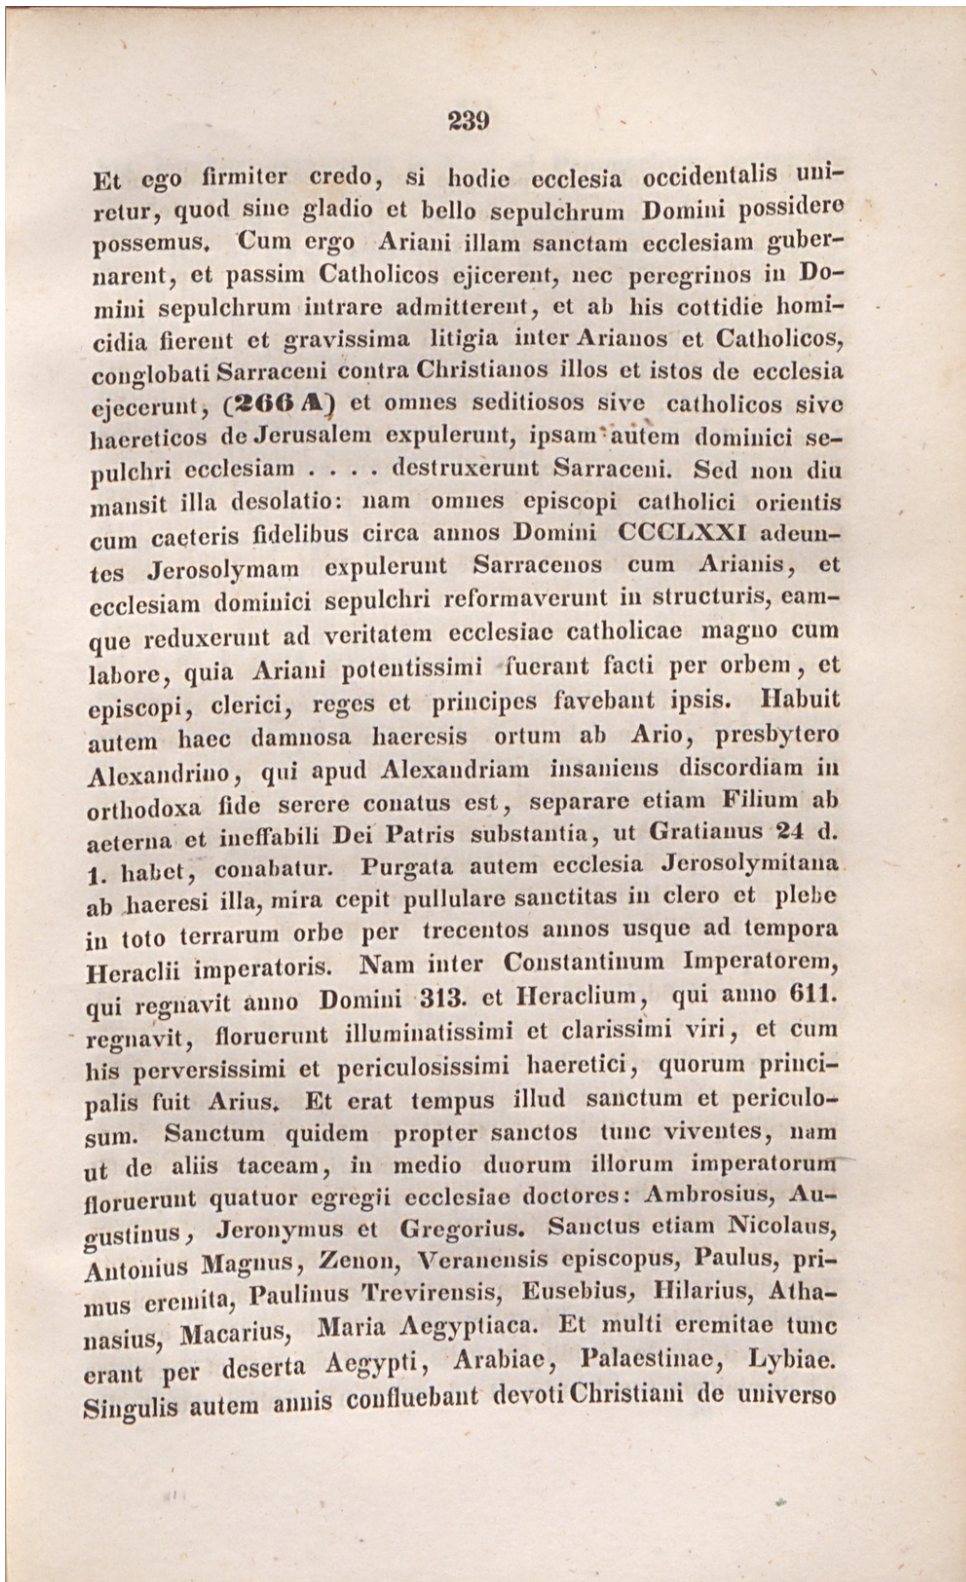 239
Et ego firmiter credo, si hodie ecclesia occidentalis uni-
retur, quod sine gladio et bello sepulchrum Domini possidere
possemus. Cum ergo Ariani illam sanctam ecclesiam guber-
narent, et passim Catholicos ejicerent, nec peregrinos in Do-
mini sepulchrum intrare admitterent, et ab his cottidie homi-
cidia fierent et gravissima litigia inter Arianos et Catholicos,
conglobati Sarraceni contra Christianos illos et istos de ecclesia
ejecerunt, (266 A) et omnes seditiosos sive catholicos sive
haereticos de Jerusalem expulerunt, ipsam autem dominici se-
pulchri ecclesiam . . . . destruxerunt Sarraceni. Sed non diu
mansit illa desolatio: nam omnes episcopi catholici orientis
cum caeteris fidelibus circa annos Domini CCCLXXI adeun-
tes Jerosolymam expulerunt Sarracenos cum Arianis, et
ecclesiam dominici sepulchri reformaverunt in structuris, eam-
que reduxerunt ad veritatem ecclesiae catholicae magno cum
labore, quia Ariani potentissimi fuerant facti per orbem, et
episcopi, clerici, reges et principes favebant ipsis. Habuit
autem haec damnosa haeresis ortum ab Ario, presbytero
Alexandrino, qui apud Alexandriam insaniens discordiam in
orthodoxa fide serere conatus est, separare etiam Filium ab
aeterna et ineffabili Dei Patris substantia, ut Gratianus 24 d.
1. habet, conabatur. Purgata autem ecclesia Jerosolymitana
ab haeresi illa, mira cepit pullulare sanctitas in clero et plebe
in toto terrarum orbe per trecentos annos usque ad tempora
Heraclii imperatoris. Nam inter Constantinum Imperatorem,
qui regnavit anno Domini 313. et Heraclium, qui anno 611.
regnavit, floruerunt illuminatissimi et clarissimi viri, et cum
his perversissimi et periculosissimi haeretici, quorum princi-
palis fuit Arius. Et erat tempus illud sanctum et periculo-
sum. Sanctum quidem propter sanctos tunc viventes, nam
ut de aliis taceam, in medio duorum illorum imperatorum
floruerunt quatuor egregii ecclesiae doctores: Ambrosius, Au-
gustinus, Jeronymus et Gregorius. Sanctus etiam Nicolaus,
Antonius Magnus, Zenon, Veranensis episcopus, Paulus, pri-
mus eremita, Paulinus Trevirensis, Eusebius, Hilarius, Atha-
nasius, Macarius, Maria Aegyptiaca. Et multi eremitae tunc
erant per deserta Aegypti, Arabiae, Palaestinae, Lybiae.
Singulis autem annis confluebant devoti Christiani de universo